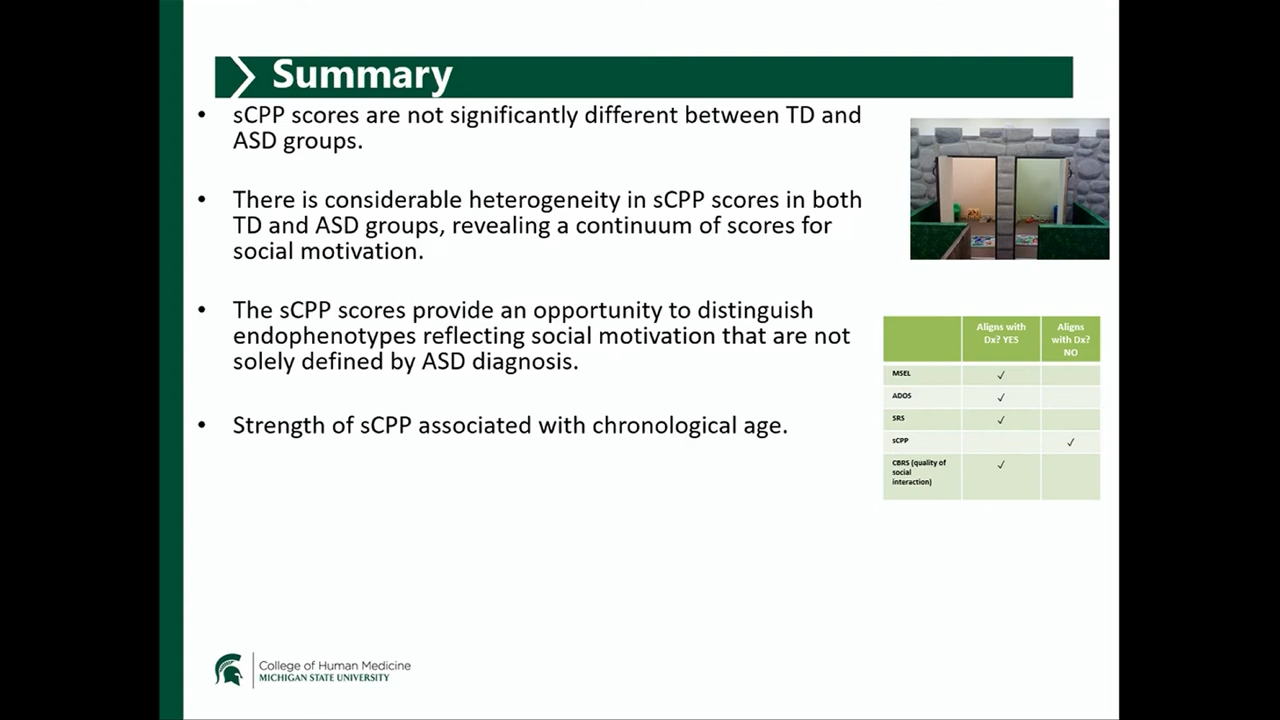 Summary
• sCPP scores are not significantly different between TD and
ASD groups.
• There is considerable heterogeneity in sCPP scores in both
TD and ASD groups, revealing a continuum of scores for
social motivation.
• The sCPP scores provide an opportunity to distinguish
endophenotypes reflecting social motivation that are not
solely defined by ASD diagnosis.
• Strength of sCPP associated with chronological age.
Aligns with
Dx? YES
Aligns
with Dx?
NO
MSEL ✓
ADOS ✓
SRS ✓
sCPP ✓
CBRS (quality of ✓
social
interaction)
College of Human Medicine
MICHIGAN STATE UNIVERSITY